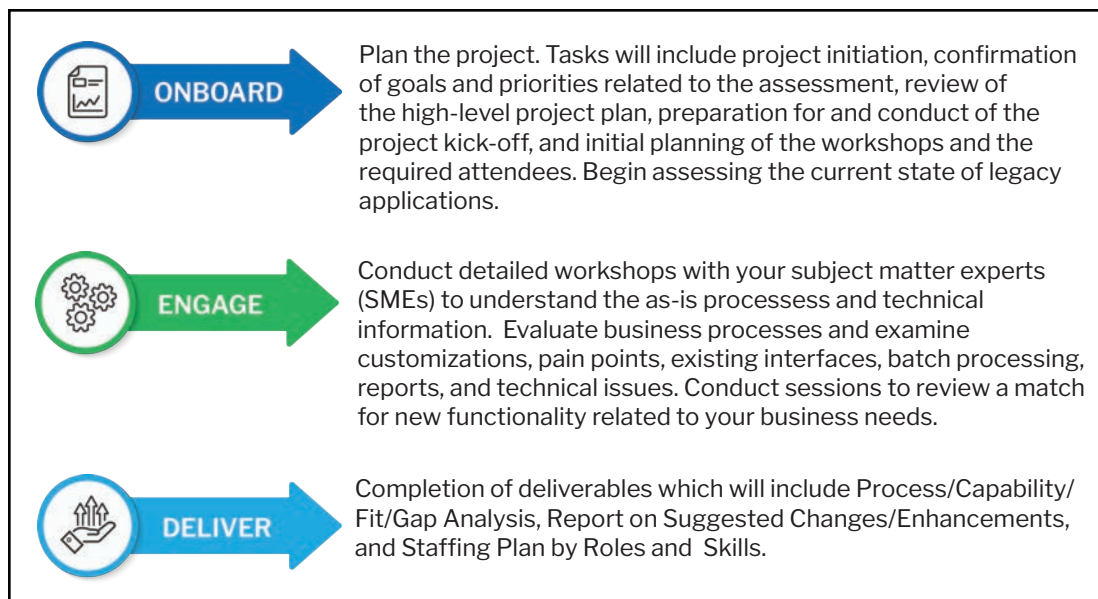 ONBOARD
Plan the project. Tasks will include project initiation, confirmation
of goals and priorities related to the assessment, review of
the high-level project plan, preparation for and conduct of the
project kick-off, and initial planning of the workshops and the
required attendees. Begin assessing the current state of legacy
applications.
ENGAGE
Conduct detailed workshops with your subject matter experts
(SMEs) to understand the as-is processess and technical
information.  Evaluate business processes and examine
customizations, pain points, existing interfaces, batch processing,
reports, and technical issues. Conduct sessions to review a match
for new functionality related to your business needs.
DELIVER
Completion of deliverables which will include Process/Capability/
Fit/Gap Analysis, Report on Suggested Changes/Enhancements,
and Staffing Plan by Roles and  Skills.